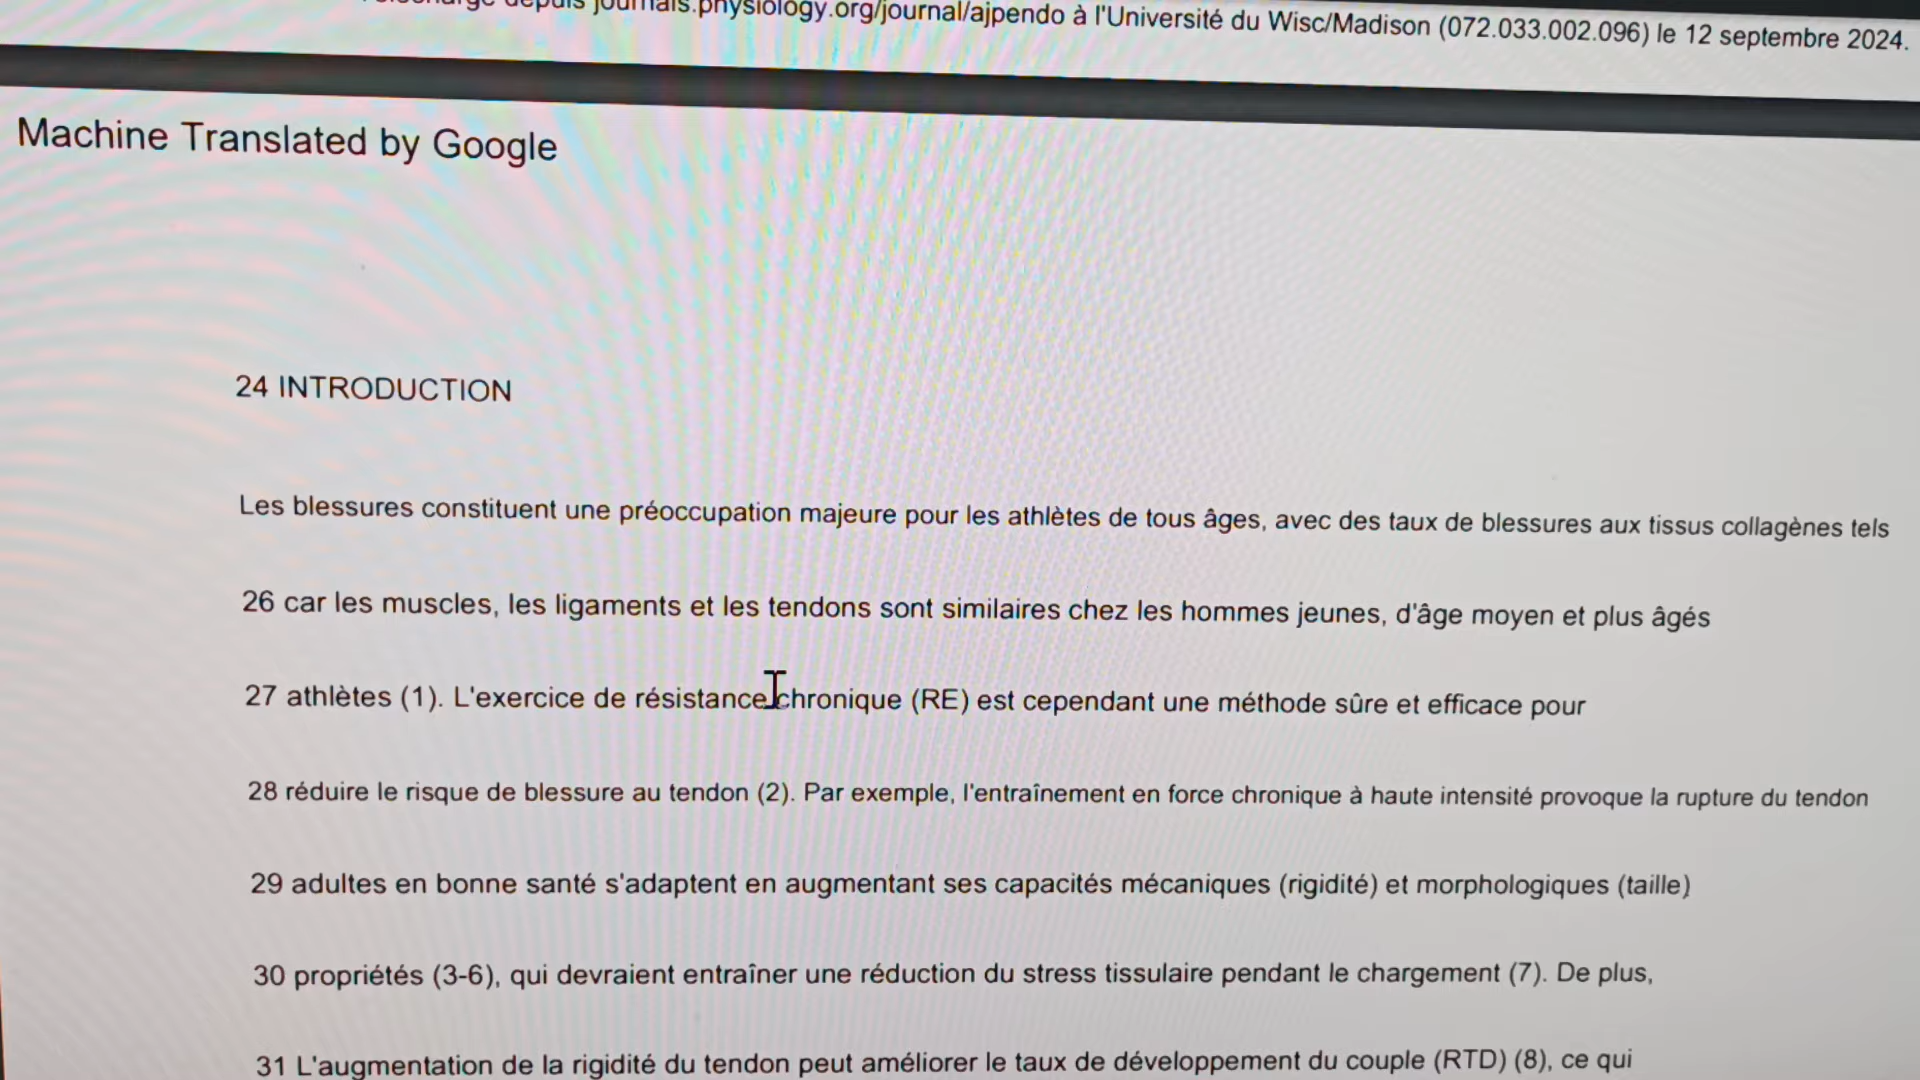 depuis journals.physiology.org/journal/ajpendo à l'Université du Wisc/Madison (072.033.002.096) le 12 septembre 2024.
Machine Translated by Google
24 INTRODUCTION
Les blessures constituent une préoccupation majeure pour les athlètes de tous âges, avec des taux de blessures aux tissus collagènes tels
26 car les muscles, les ligaments et les tendons sont similaires chez les hommes jeunes, d'âge moyen et plus âgés
27 athlètes (1). L'exercice de résistance chronique (RE) est cependant une méthode sûre et efficace pour
28 réduire le risque de blessure au tendon (2). Par exemple, l'entraînement en force chronique à haute intensité provoque la rupture du tendon
29 adultes en bonne santé s'adaptent en augmentant ses capacités mécaniques (rigidité) et morphologiques (taille)
30 propriétés (3-6), qui devraient entraîner une réduction du stress tissulaire pendant le chargement (7). De plus,
31 L'augmentation de la rigidité du tendon peut améliorer le taux de développement du couple (RTD) (8), ce qui